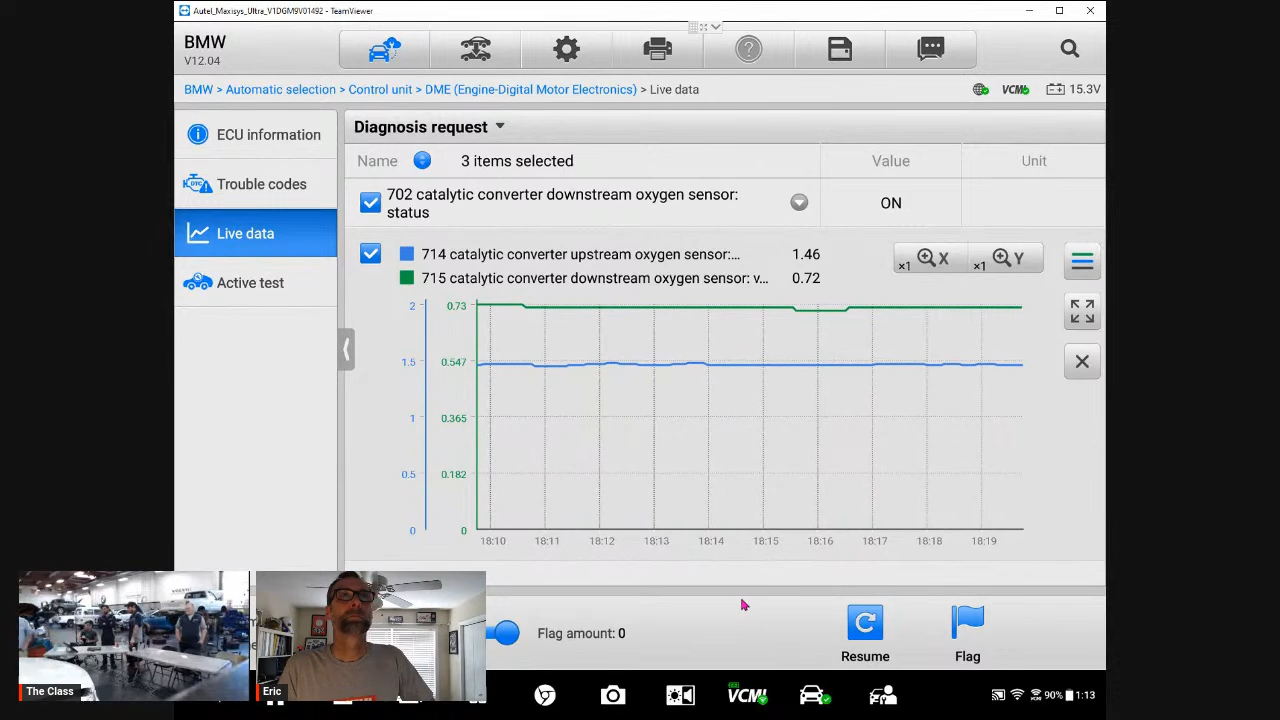 Autel_Maxisys_Ultra_V1DGM9V01492 - TeamViewer
BMW
V12.04
BMW > Automatic selection > Control unit > DME (Engine-Digital Motor Electronics) > Live data
VCMI
15.3V
ECU information
Trouble codes
Live data
Active test
Diagnosis request
Name
3 items selected
Value
Unit
702 catalytic converter downstream oxygen sensor:
status
ON
714 catalytic converter upstream oxygen sensor:...
1.46
715 catalytic converter downstream oxygen sensor: v...
0.72
×1
X
×1
Y
2
0.73
1.5
0.547
1
0.365
0.5
0.182
0
0
18:10 18:11 18:12 18:13 18:14 18:15 18:16 18:17 18:18 18:19
Flag amount: 0
Resume
Flag
The Class
Eric
VCMI
90%
1:13